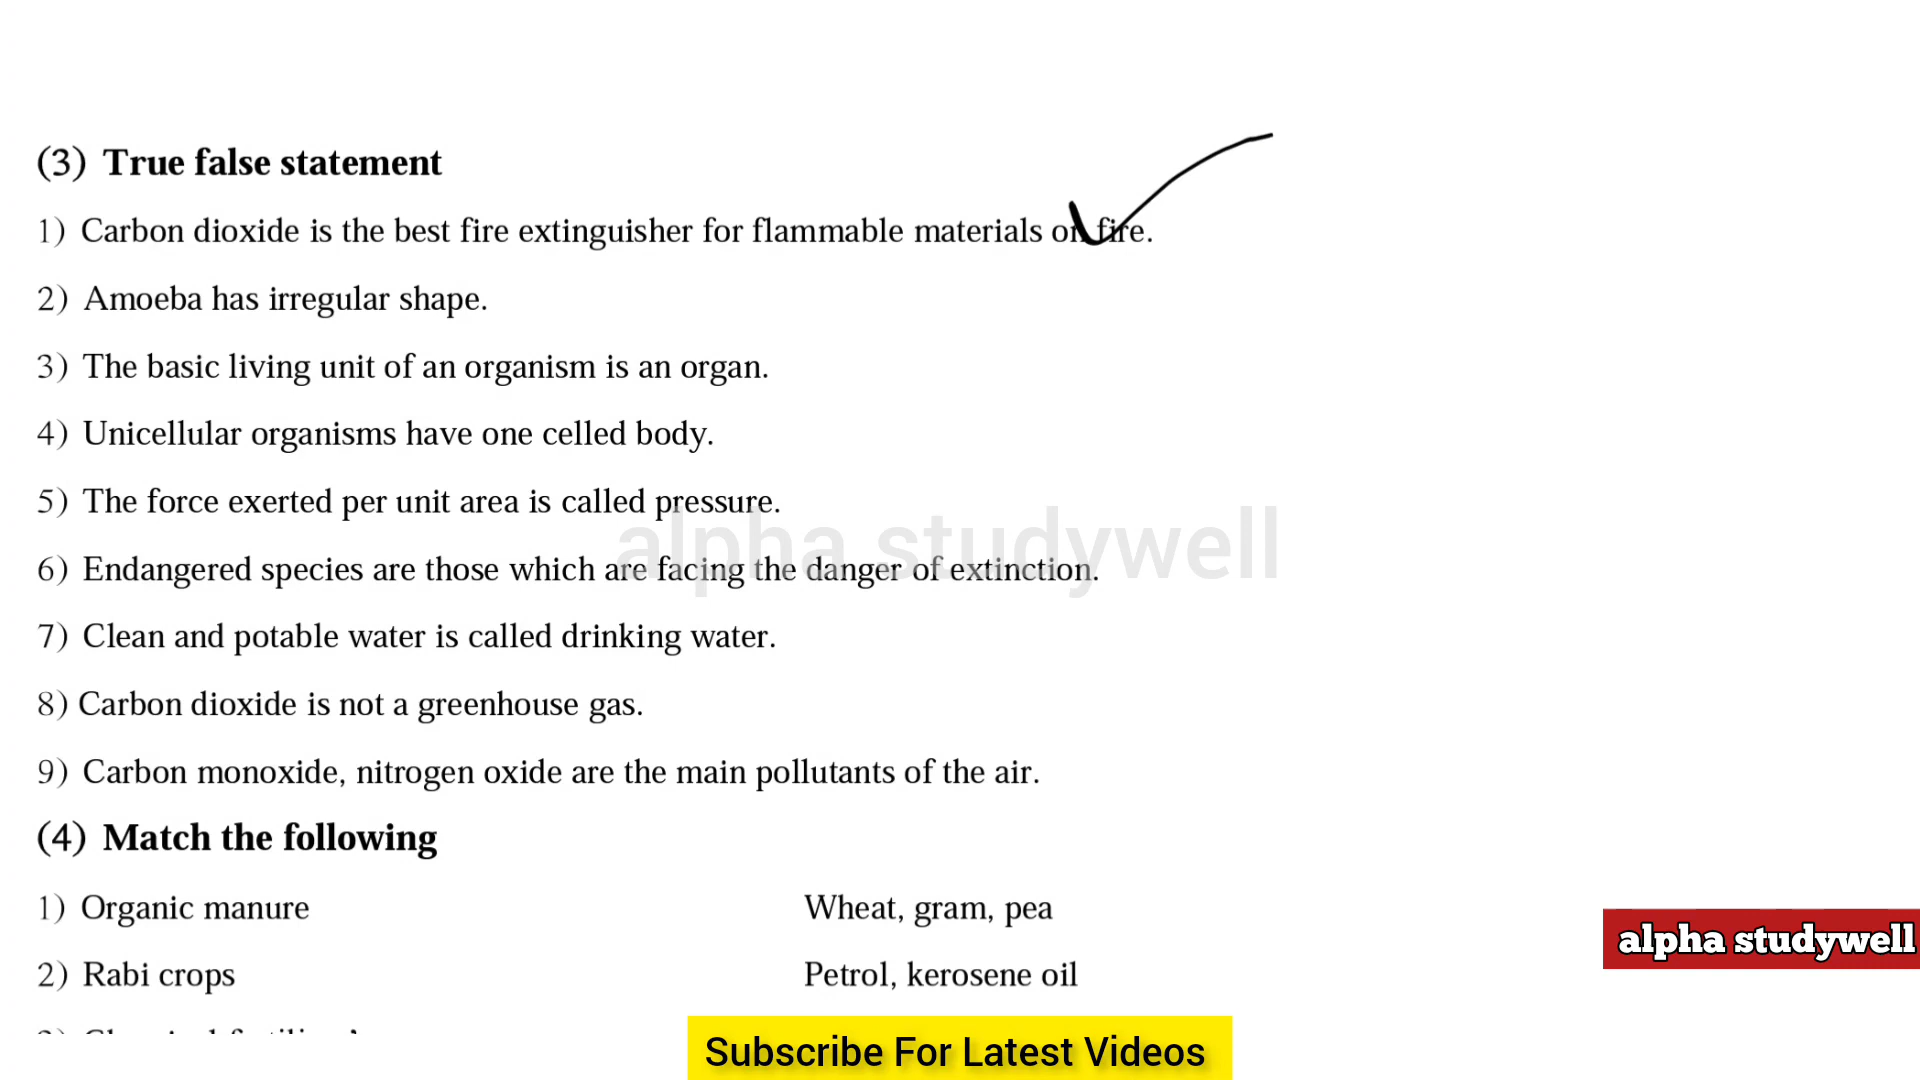 (3) True false statement
1) Carbon dioxide is the best fire extinguisher for flammable materials on fire.
2) Amoeba has irregular shape.
3) The basic living unit of an organism is an organ.
4) Unicellular organisms have one celled body.
5) The force exerted per unit area is called pressure.
alpha studywell
6) Endangered species are those which are facing the danger of extinction.
7) Clean and potable water is called drinking water.
8) Carbon dioxide is not a greenhouse gas.
9) Carbon monoxide, nitrogen oxide are the main pollutants of the air.
(4) Match the following
1) Organic manure Wheat, gram, pea
alpha studywell
2) Rabi crops Petrol, kerosene oil
Subscribe For Latest Videos